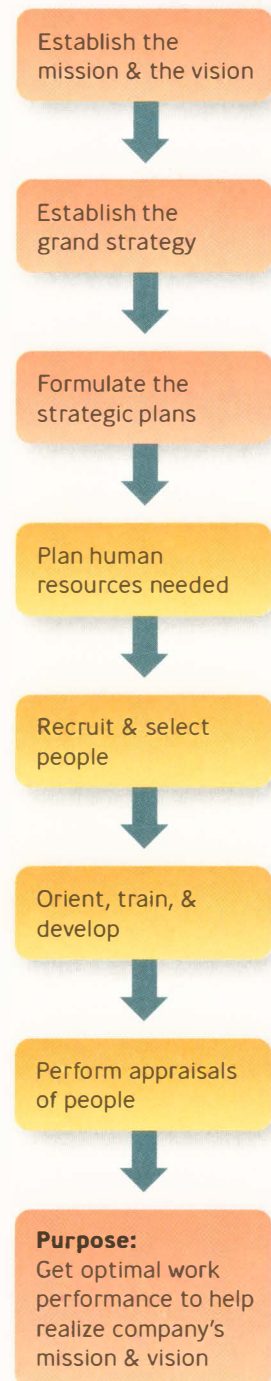 Establish the
mission & the vision
Establish the
grand strategy
Formulate the
strategic plans
Plan human
resources needed
Recruit & select
people
Orient, train, &
develop
Perform appraisals
of people
Purpose:
Get optimal work
performance to help
realize company's
mission & vision